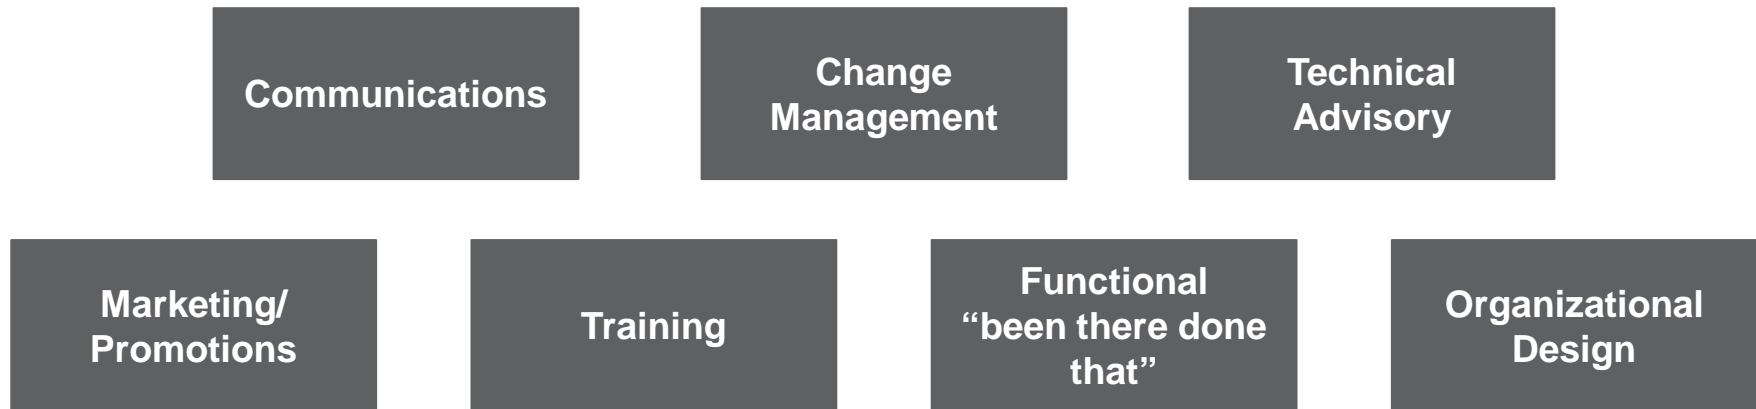 Communications
Change
Management
Technical
Advisory
Marketing/
Promotions
Training
Functional
“been there done
that”
Organizational
Design